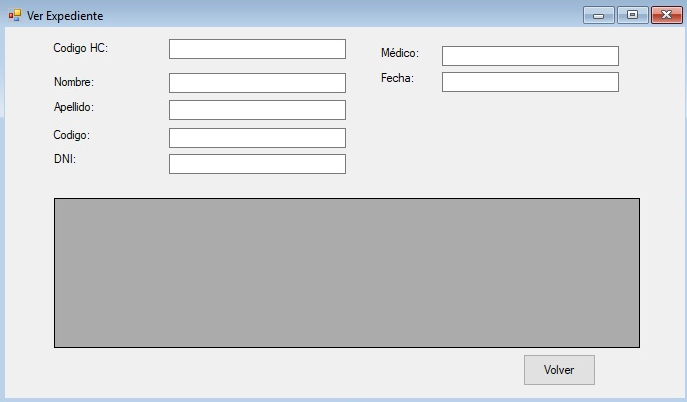 Ver Expediente
Codigo HC:
Nombre:
Apellido:
Codigo:
DNI:
Médico:
Fecha:
Volver